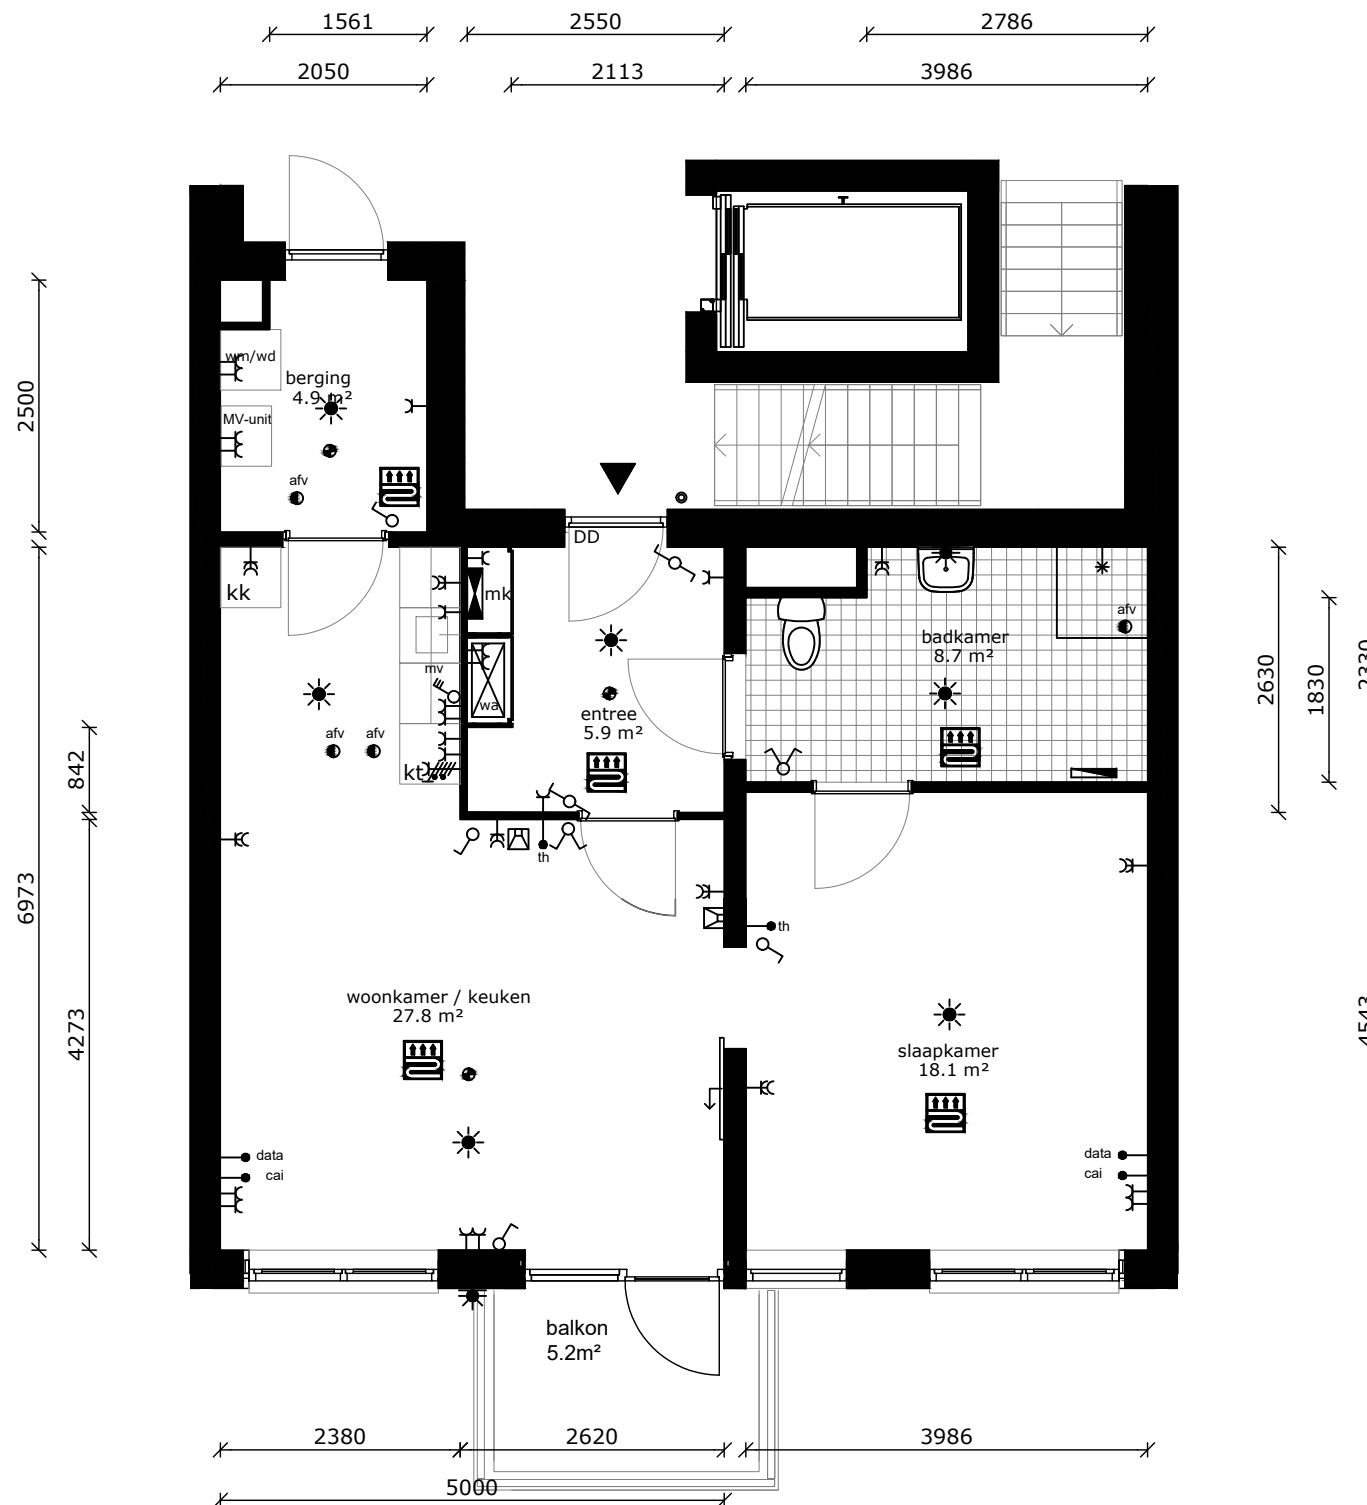 1561
2550
2786
2050
2113
3986
2500
wm/wd
berging
4.9 m²
MV-unit
afv
DD
kk
mk
mv
wa
afv
afv
kt
entree
5.9 m²
badkamer
8.7 m²
afv
2630
1830
2330
842
6973
4273
th
th
woonkamer / keuken
27.8 m²
slaapkamer
18.1 m²
4543
data
cai
data
cai
balkon
5.2m²
2380
2620
3986
5000